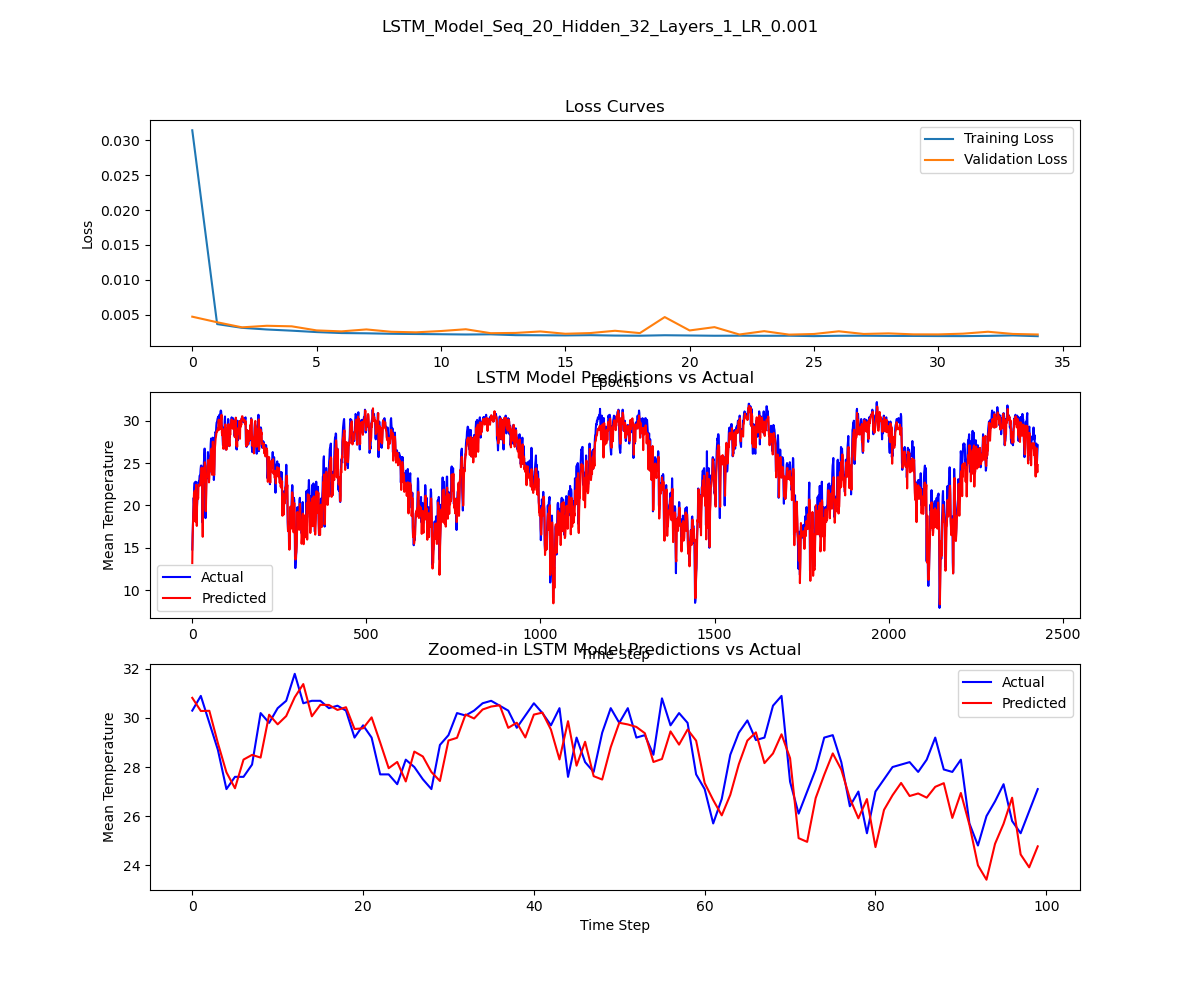 LSTM_Model_Seq_20_Hidden_32_Layers_1_LR_0.001
Loss Curves
Loss
0.030
0.025
0.020
0.015
0.010
0.005
Training Loss
Validation Loss
0 5 10 15 20 25 30 35
Epochs
LSTM Model Predictions vs Actual
Mean Temperature
30
25
20
15
10
Actual
Predicted
0 500 1000 1500 2000 2500
Time Step
Zoomed-in LSTM Model Predictions vs Actual
Mean Temperature
32
30
28
26
24
Actual
Predicted
0 20 40 60 80 100
Time Step